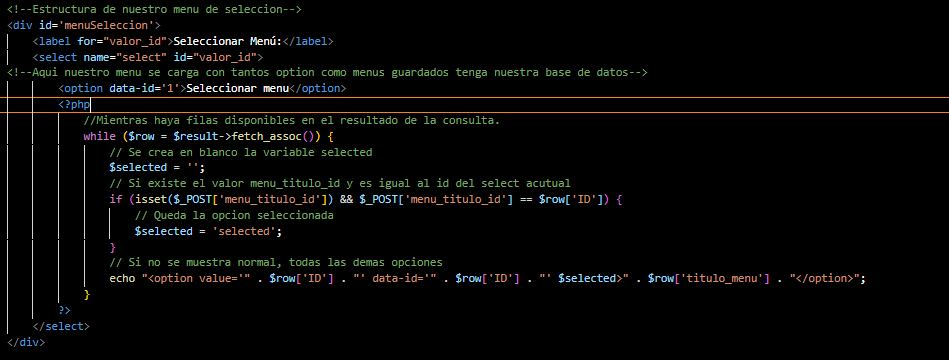 <!--Estructura de nuestro menu de seleccion-->
<div id='menuSeleccion'>
<label for="valor_id">Seleccionar Menú:</label>
<select name="select" id="valor_id">
<!--Aqui nuestro menu se carga con tantos option como menus guardados tenga nuestra base de datos-->
<option data-id='1'>Seleccionar menu</option>
<?php
//Mientras haya filas disponibles en el resultado de la consulta.
while ($row = $result->fetch_assoc()) {
// Se crea en blanco la variable selected
$selected = '';
// Si existe el valor menu_titulo_id y es igual al id del select acutual
if (isset($_POST['menu_titulo_id']) && $_POST['menu_titulo_id'] == $row['ID']) {
// Queda la opcion seleccionada
$selected = 'selected';
}
// Si no se muestra normal, todas las demas opciones
echo "<option value='" . $row['ID'] . "' data-id='" . $row['ID'] . "' $selected>" . $row['titulo_menu'] . "</option>";
}
?>
</select>
</div>